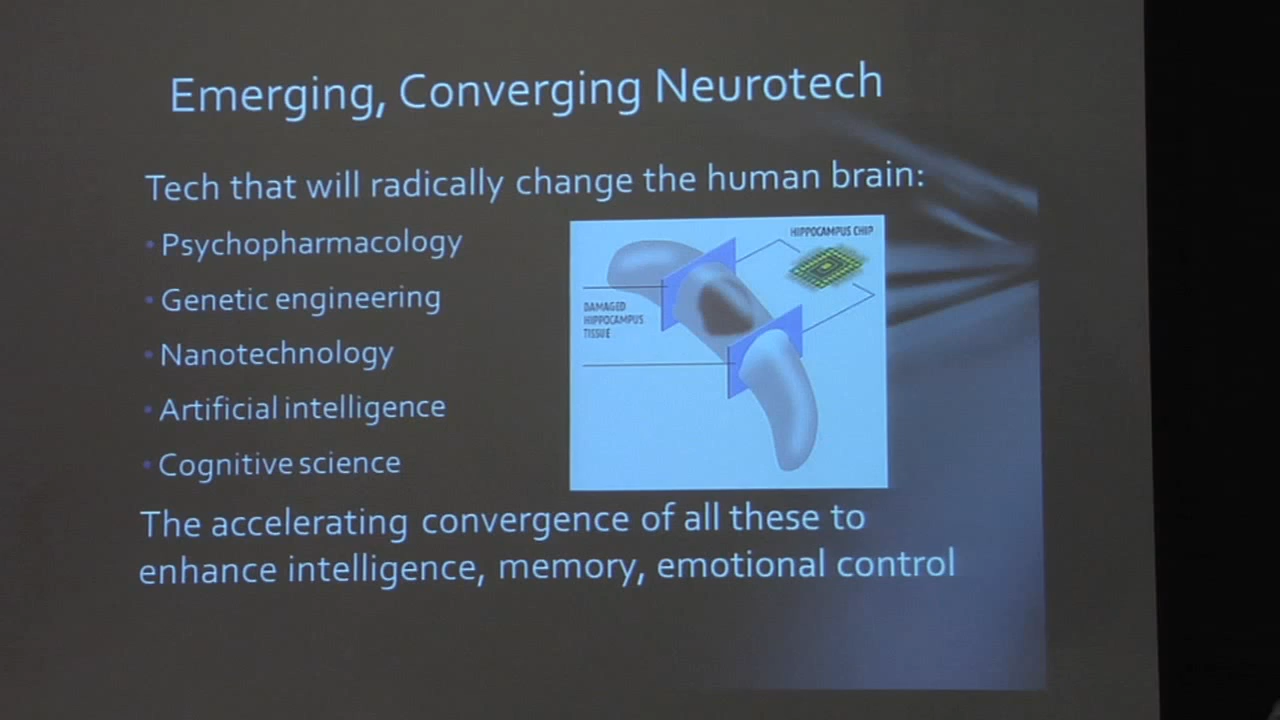 Emerging, Converging Neurotech
Tech that will radically change the human brain:
• Psychopharmacology
• Genetic engineering
• Nanotechnology
• Artificial intelligence
• Cognitive science
HIPPOCAMPUS CHIP
DAMAGED
HIPPOCAMPUS
TISSUE
The accelerating convergence of all these to
enhance intelligence, memory, emotional control